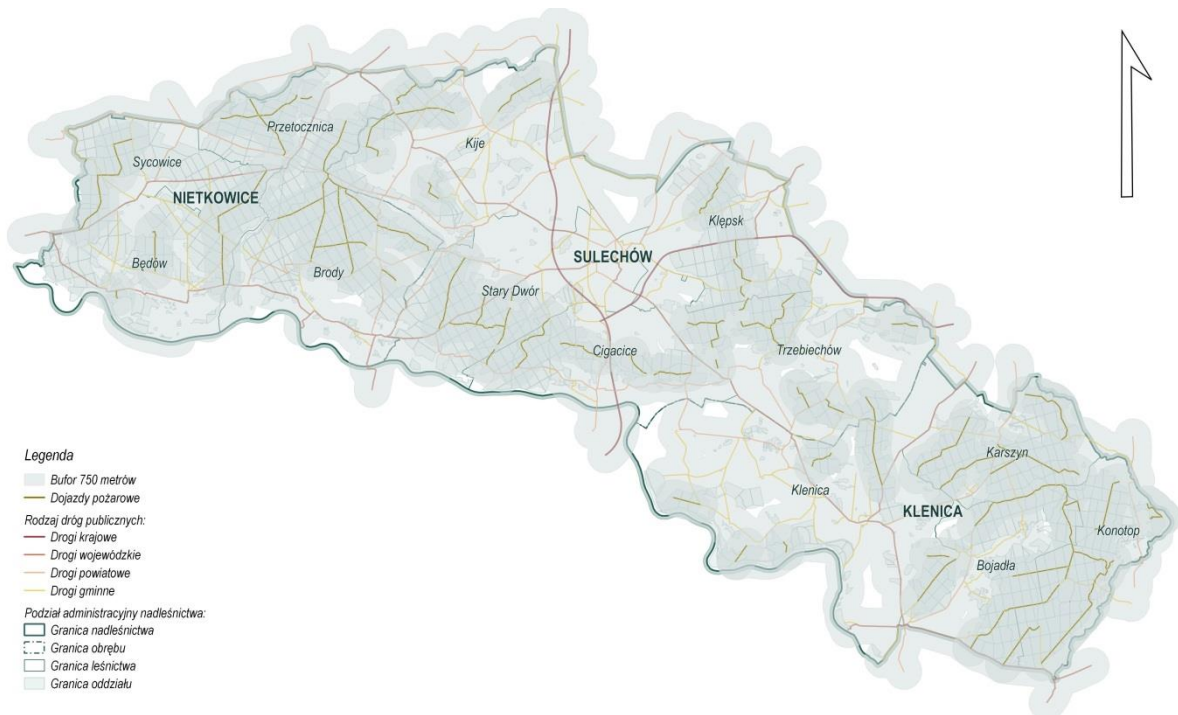 Przetocznica
Kije
Sycowice
NIETKOWICE
Klępsk
SULECHÓW
Będów
Brody
Stary Dwór
Cigacice
Trzebiechów
Karszyn
Klenica
KLENICA
Konotop
Bojadła
Legenda
Bufor 750 metrów
Dojazdy pożarowe
Rodzaj dróg publicznych:
Drogi krajowe
Drogi wojewódzkie
Drogi powiatowe
Drogi gminne
Podział administracyjny nadleśnictwa:
Granica nadleśnictwa
Granica obrębu
Granica leśnictwa
Granica oddziału